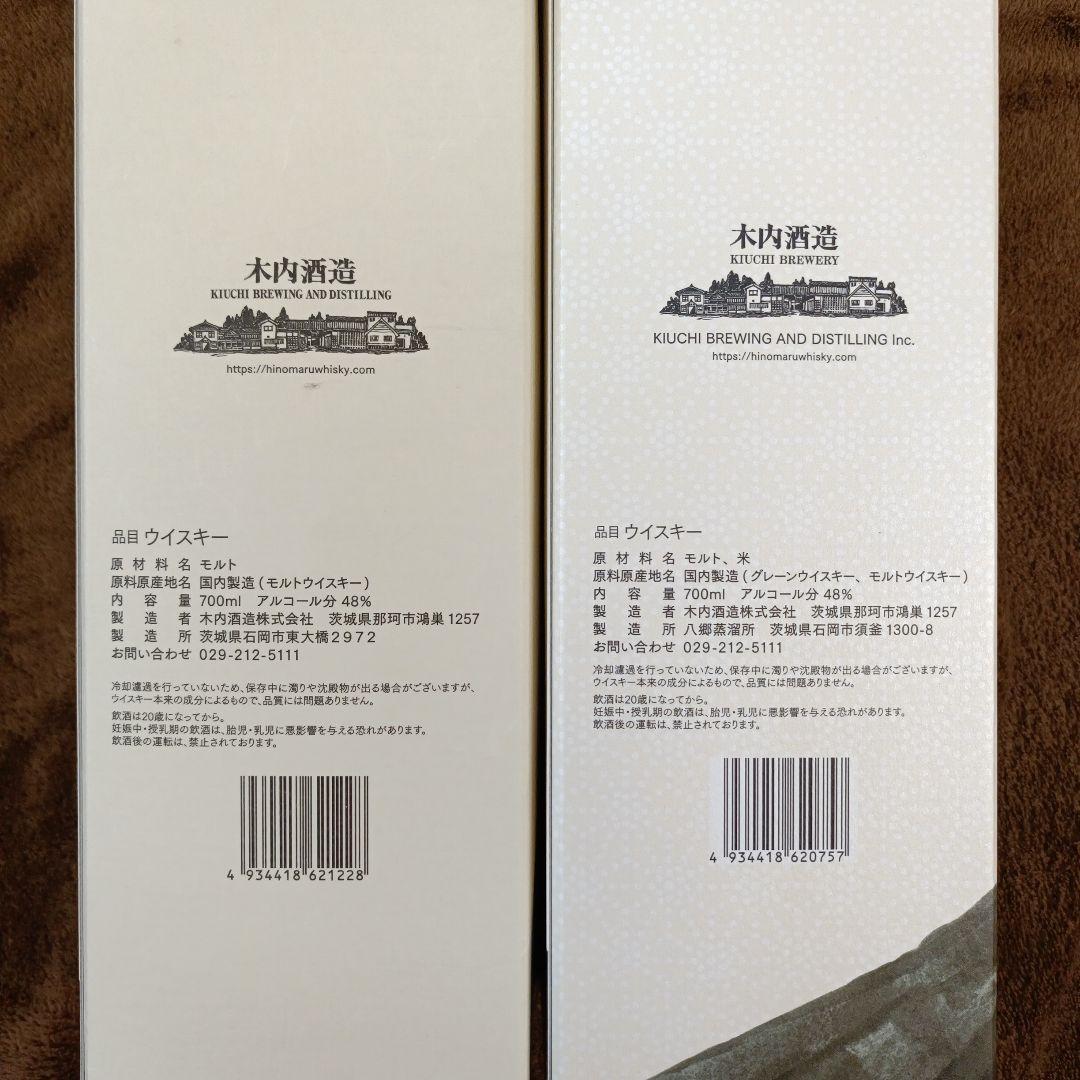 木内酒造
KIUCHI BREWING AND DISTILLING
https://hinomaruwhisky.com
品目 ウイスキー
原材料名 モルト
原料原産地名 国内製造(モルトウイスキー)
内容量 700ml アルコール分 48%
製造者 木内酒造株式会社 茨城県那珂市鴻巣 1257
製造所 茨城県石岡市東大橋2972
お問い合わせ 029-212-5111
冷却濾過を行っていないため、保存中に濁りや沈殿物が出る場合がございますが、
ウイスキー本来の成分によるもので、品質には問題ありません。
飲酒は20歳になってから。
妊娠中・授乳期の飲酒は、胎児・乳児に悪影響を与える恐れがあります。
飲酒後の運転は、禁止されております。
4 934418 621228
木内酒造
KIUCHI BREWERY
KIUCHI BREWING AND DISTILLING Inc.
https://hinomaruwhisky.com
品目 ウイスキー
原材料名 モルト、米
原料原産地名 国内製造(グレーンウイスキー、モルトウイスキー)
内容量 700ml アルコール分 48%
製造者 木内酒造株式会社 茨城県那珂市鴻巣 1257
製造所 八郷蒸溜所 茨城県石岡市須釜 1300-8
お問い合わせ 029-212-5111
冷却濾過を行っていないため、保存中に濁りや沈殿物が出る場合がございますが、
ウイスキー本来の成分によるもので、品質には問題ありません。
飲酒は20歳になってから。
妊娠中・授乳期の飲酒は、胎児・乳児に悪影響を与える恐れがあります。
飲酒後の運転は、禁止されております。
4 934418 620757